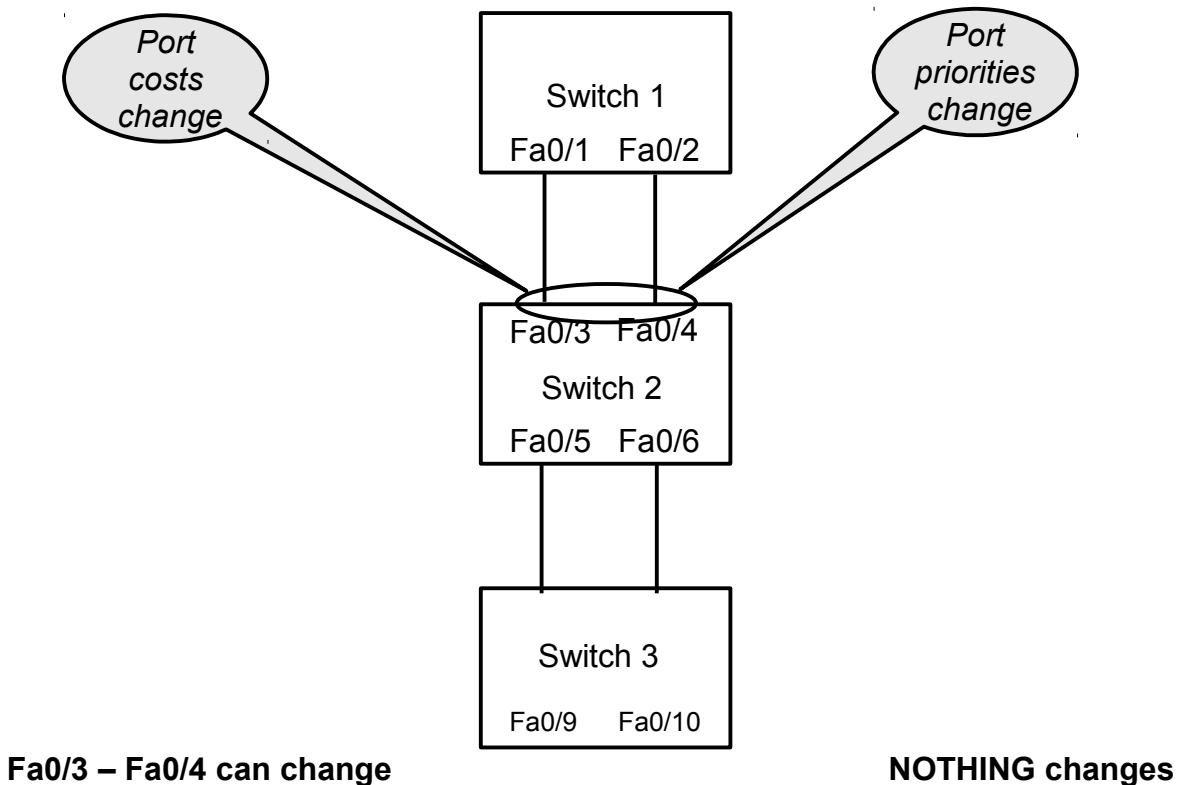 Port
costs
change
Port
priorities
change
Switch 1
Fa0/1 Fa0/2
Fa0/3 Fa0/4
Switch 2
Fa0/5 Fa0/6
Switch 3
Fa0/9 Fa0/10
Fa0/3 – Fa0/4 can change
NOTHING changes